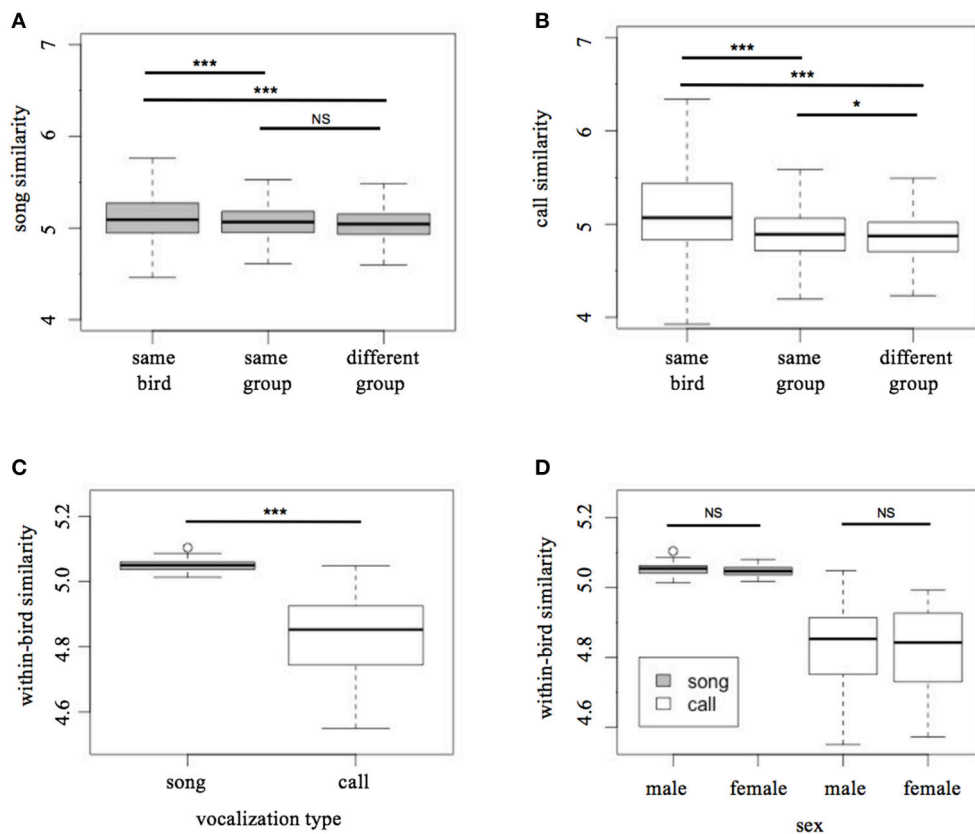 A
song similarity
7
6
5
4
***
***
NS
same bird
same group
different group
B
call similarity
7
6
5
4
***
***
*
same bird
same group
different group
C
within-bird similarity
5.2
5.0
4.8
4.6
***
song
call
vocalization type
D
within-bird similarity
5.2
5.0
4.8
4.6
NS
NS
song
call
male
female
male
female
sex